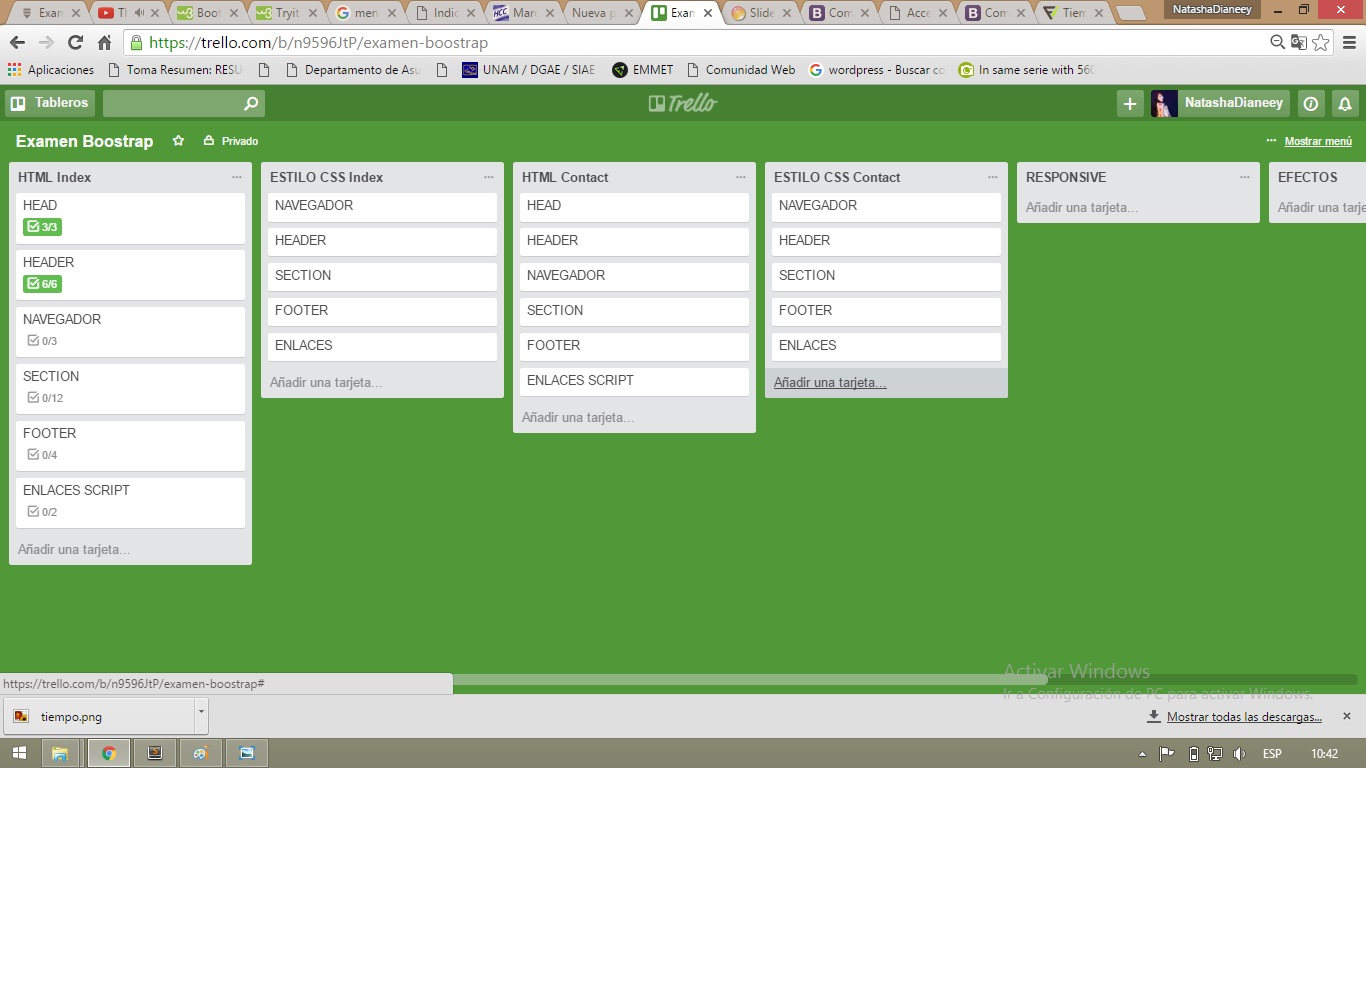 NatashaDianeey
Exan
Tl
Boot
Tryit
men
Indic
Marc
Nueva p
Exan
Slide
Com
Acce
Com
Tiem
https://trello.com/b/n9596JtP/examen-boostrap
Aplicaciones
Toma Resumen: RESU
Departamento de Asu
UNAM / DGAE / SIAE
EMMET
Comunidad Web
wordpress - Buscar co
In same serie with 560
Tableros
Trello
NatashaDianeey
Examen Boostrap
Privado
Mostrar menú
HTML Index
HEAD
3/3
HEADER
6/6
NAVEGADOR
0/3
SECTION
0/12
FOOTER
0/4
ENLACES SCRIPT
0/2
Añadir una tarjeta...
ESTILO CSS Index
NAVEGADOR
HEADER
SECTION
FOOTER
ENLACES
Añadir una tarjeta...
HTML Contact
HEAD
HEADER
NAVEGADOR
SECTION
FOOTER
ENLACES SCRIPT
Añadir una tarjeta...
ESTILO CSS Contact
NAVEGADOR
HEADER
SECTION
FOOTER
ENLACES
Añadir una tarjeta...
RESPONSIVE
Añadir una tarjeta...
EFECTOS
Añadir una tarje
Activar Windows
Ir a Configuración de PC para activar Windows.
https://trello.com/b/n9596JtP/examen-boostrap#
tiempo.png
Mostrar todas las descargas...
ESP
10:42